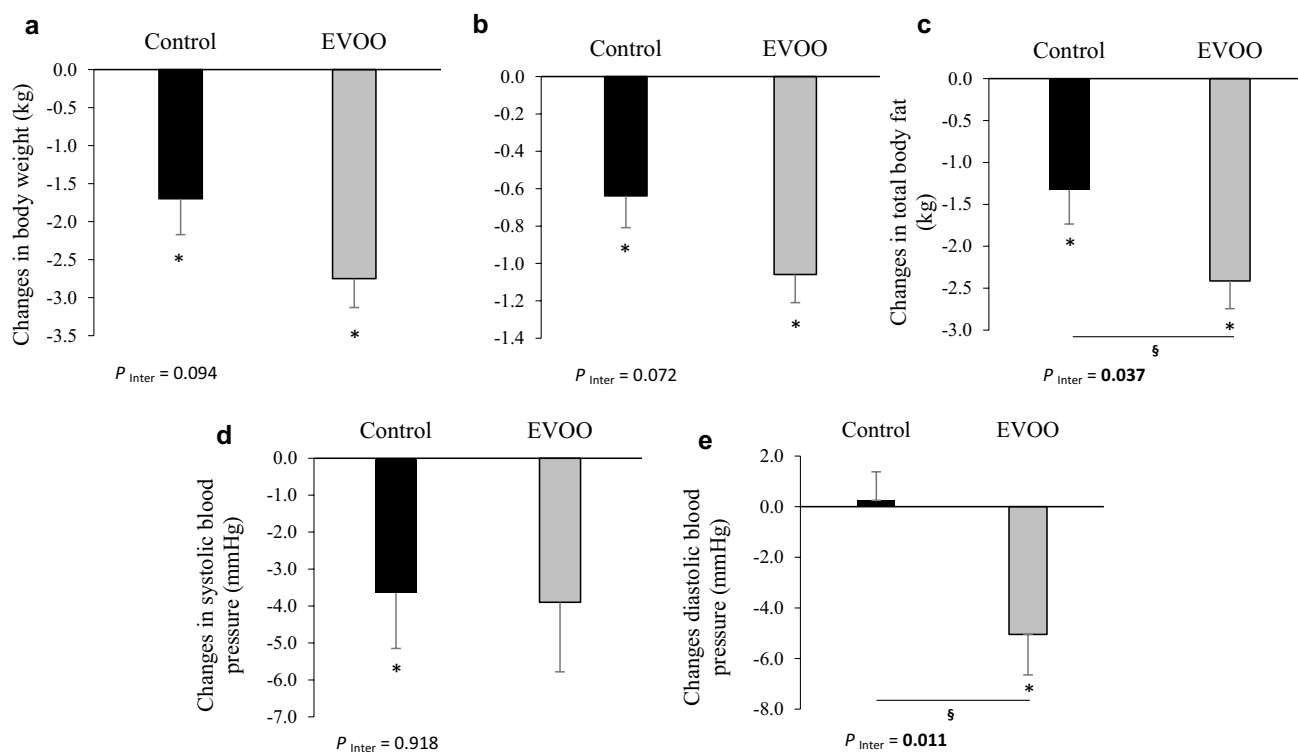 a
Control EVOO
0.0
-0.5
-1.0
-1.5
-2.0
-2.5
-3.0
-3.5
Changes in body weight (kg)
*
*
P Inter = 0.094
b
Control EVOO
0.0
-0.2
-0.4
-0.6
-0.8
-1.0
-1.2
-1.4
*
*
P Inter = 0.072
c
Control EVOO
0.0
-0.5
-1.0
-1.5
-2.0
-2.5
-3.0
Changes in total body fat
(kg)
*
*
§
P Inter = 0.037
d
Control EVOO
0.0
-1.0
-2.0
-3.0
-4.0
-5.0
-6.0
-7.0
Changes in systolic blood
pressure (mmHg)
*
P Inter = 0.918
e
Control EVOO
2.0
0.0
-2.0
-4.0
-6.0
-8.0
Changes diastolic blood
pressure (mmHg)
*
§
P Inter = 0.011